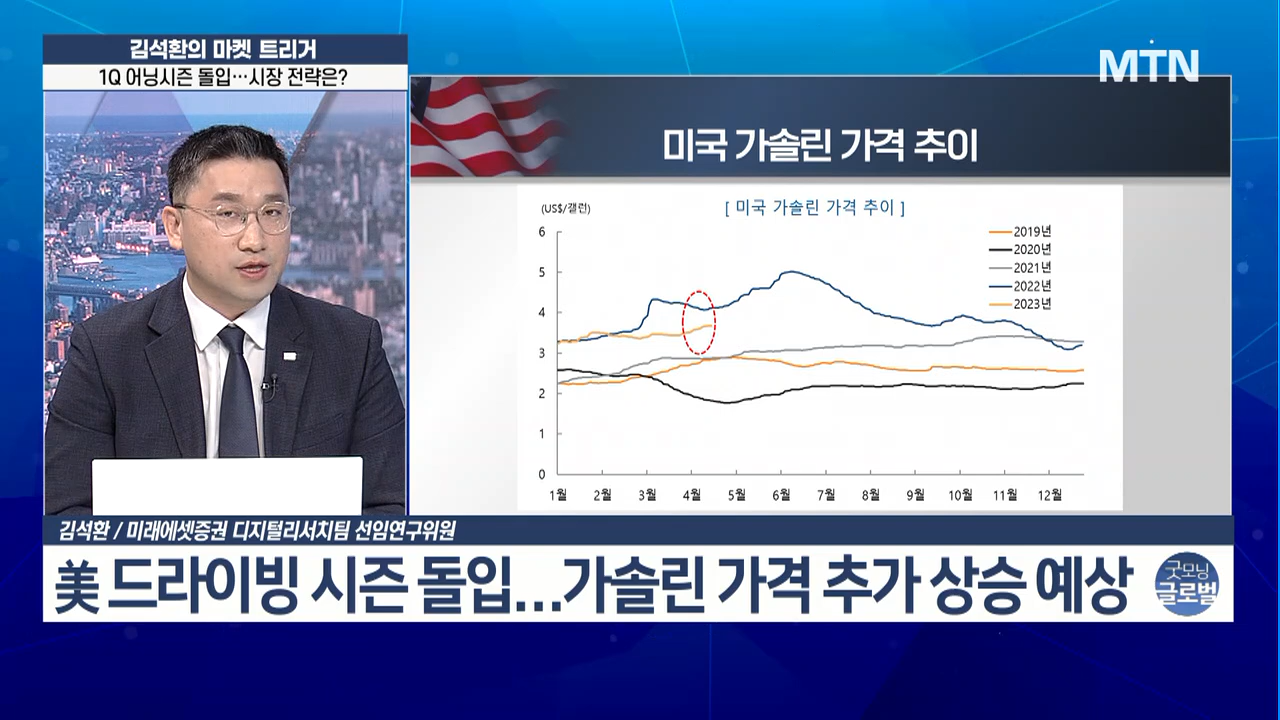 김석환의 마켓 트리거
1Q 어닝시즌 돌입…시장 전략은?
MTN
미국 가솔린 가격 추이
(US$/갤런)
[ 미국 가솔린 가격 추이 ]
2019년
2020년
2021년
2022년
2023년
6
5
4
3
2
1
0
1월 2월 3월 4월 5월 6월 7월 8월 9월 10월 11월 12월
김석환 / 미래에셋증권 디지털리서치팀 선임연구위원
美 드라이빙 시즌 돌입...가솔린 가격 추가 상승 예상
굿모닝
글로벌